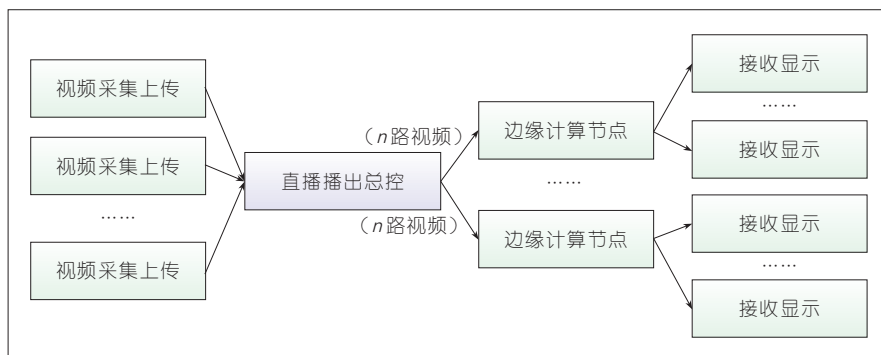 视频采集上传
视频采集上传
……
视频采集上传
直播播出总控
（n路视频）
（n路视频）
边缘计算节点
……
边缘计算节点
接收显示
……
接收显示
接收显示
……
接收显示